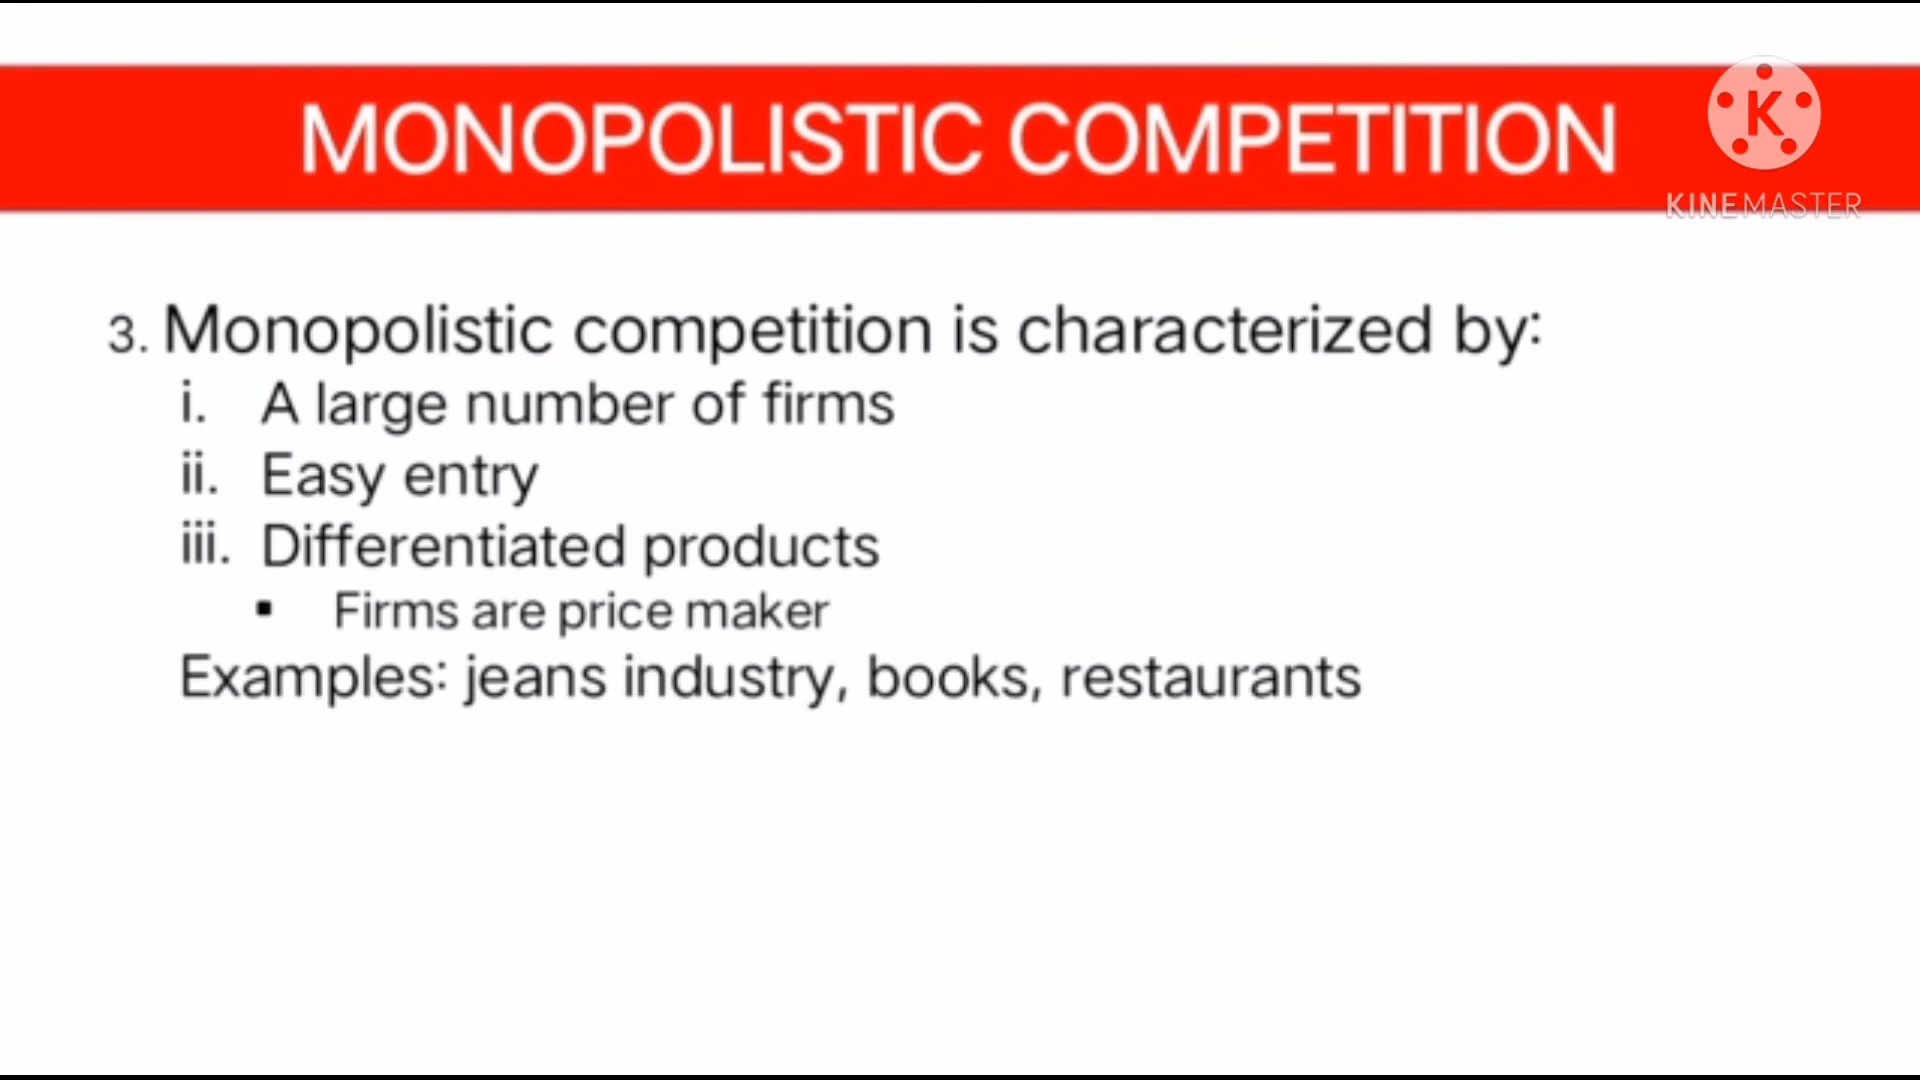 MONOPOLISTIC COMPETITION
K
KINEMASTER
3. Monopolistic competition is characterized by:
i. A large number of firms
ii. Easy entry
iii. Differentiated products
▪ Firms are price maker
Examples: jeans industry, books, restaurants